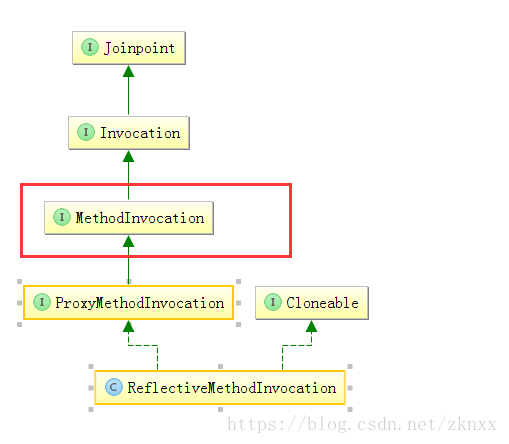 I Joinpoint
I Invocation
I MethodInvocation
I ProxyMethodInvocation
I Cloneable
C ReflectiveMethodInvocation
https://blog.csdn.net/zknxx